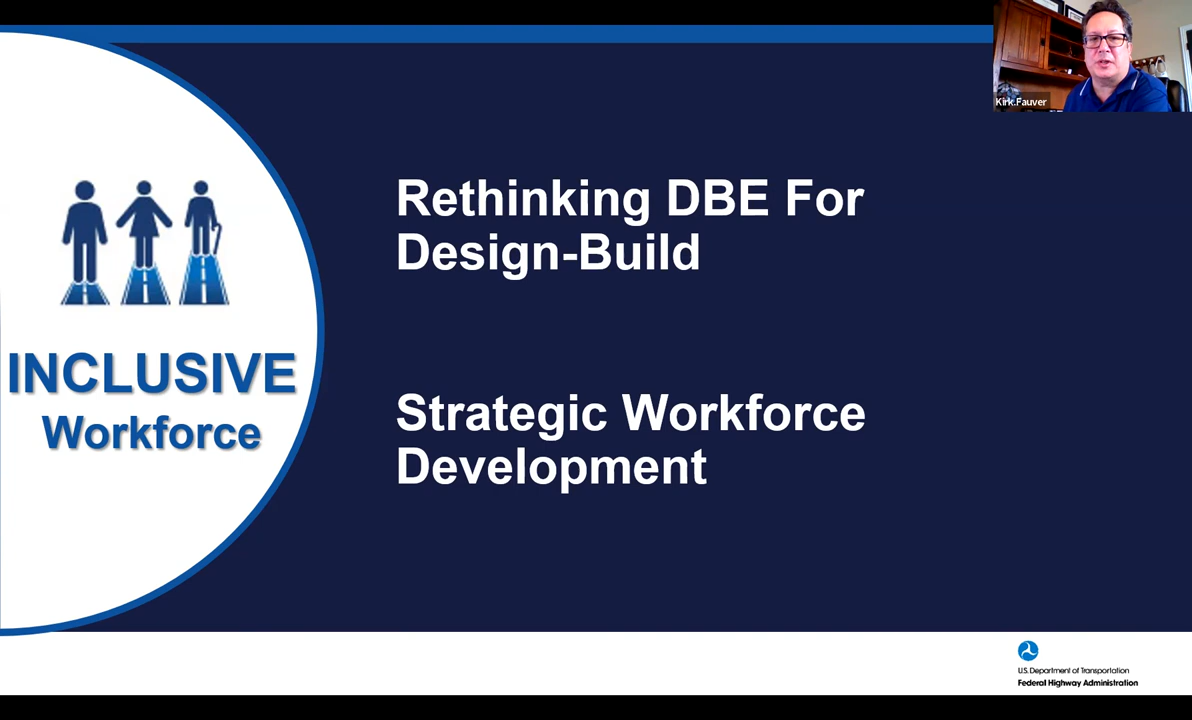 Kirk.Fauver
Rethinking DBE For
Design-Build
INCLUSIVE
Workforce
Strategic Workforce
Development
U.S. Department of Transportation
Federal Highway Administration